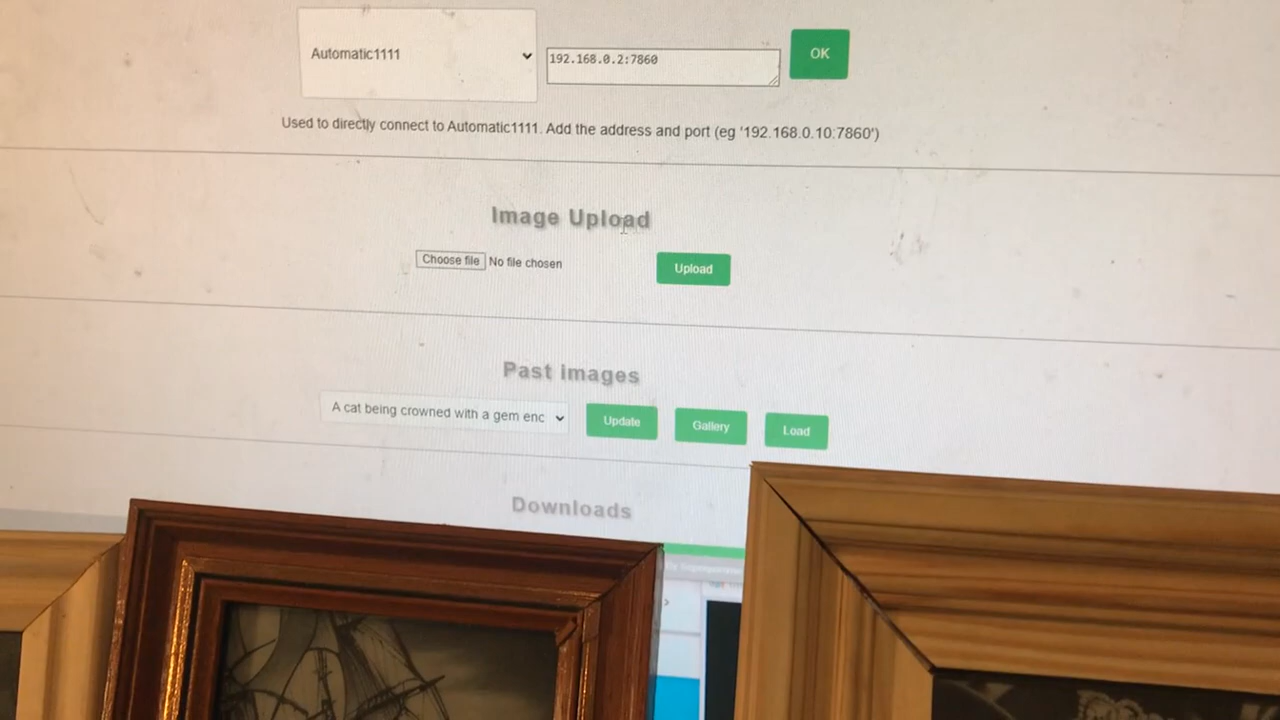 Automatic1111
192.168.0.2:7860
OK
Used to directly connect to Automatic1111. Add the address and port (eg '192.168.0.10:7860')
Image Upload
Choose file No file chosen
Upload
Past images
A cat being crowned with a gem enc
Update
Gallery
Load
Downloads